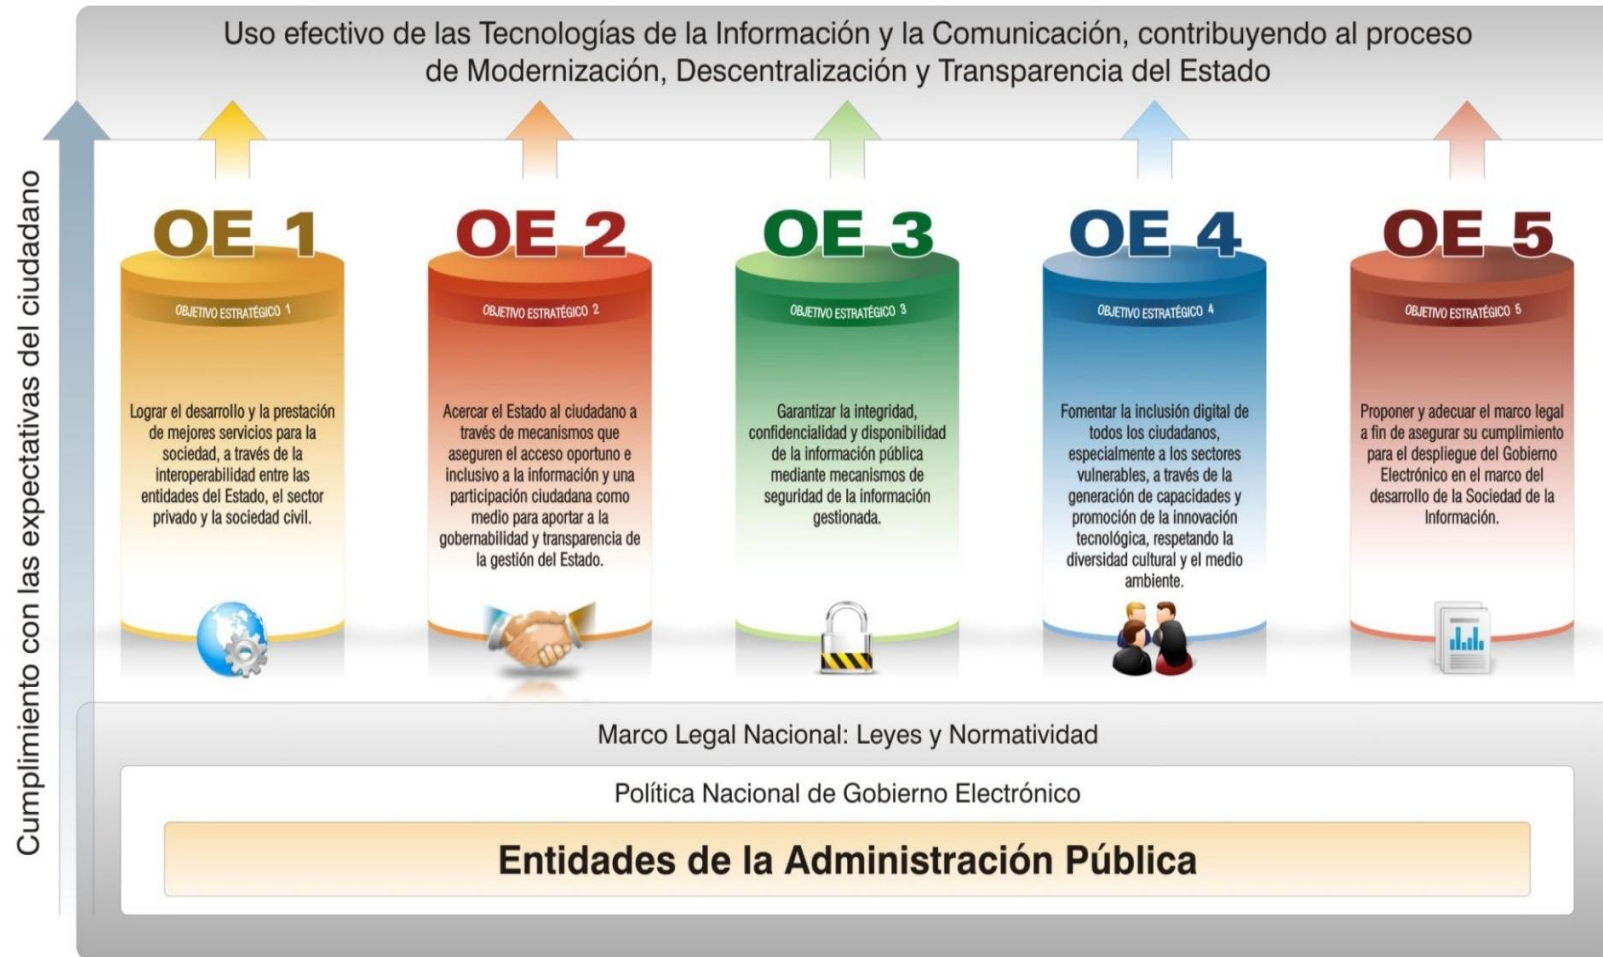 Uso efectivo de las Tecnologías de la Información y la Comunicación, contribuyendo al proceso
de Modernización, Descentralización y Transparencia del Estado
Cumplimiento con las expectativas del ciudadano
OE 1
OBJETIVO ESTRATÉGICO 1
Lograr el desarrollo y la prestación
de mejores servicios para la
sociedad, a través de la
interoperabilidad entre las
entidades del Estado, el sector
privado y la sociedad civil.
OE 2
OBJETIVO ESTRATÉGICO 2
Acercar el Estado al ciudadano a
través de mecanismos que
aseguren el acceso oportuno e
inclusivo a la información y una
participación ciudadana como
medio para aportar a la
gobernabilidad y transparencia de
la gestión del Estado.
OE 3
OBJETIVO ESTRATÉGICO 3
Garantizar la integridad,
confidencialidad y disponibilidad
de la información pública
mediante mecanismos de
seguridad de la información
gestionada.
OE 4
OBJETIVO ESTRATÉGICO 4
Fomentar la inclusión digital de
todos los ciudadanos,
especialmente a los sectores
vulnerables, a través de la
generación de capacidades y
promoción de la innovación
tecnológica, respetando la
diversidad cultural y el medio
ambiente.
OE 5
OBJETIVO ESTRATÉGICO 5
Proponer y adecuar el marco legal
a fin de asegurar su cumplimiento
para el despliegue del Gobierno
Electrónico en el marco del
desarrollo de la Sociedad de la
Información.
Marco Legal Nacional: Leyes y Normatividad
Política Nacional de Gobierno Electrónico
Entidades de la Administración Pública